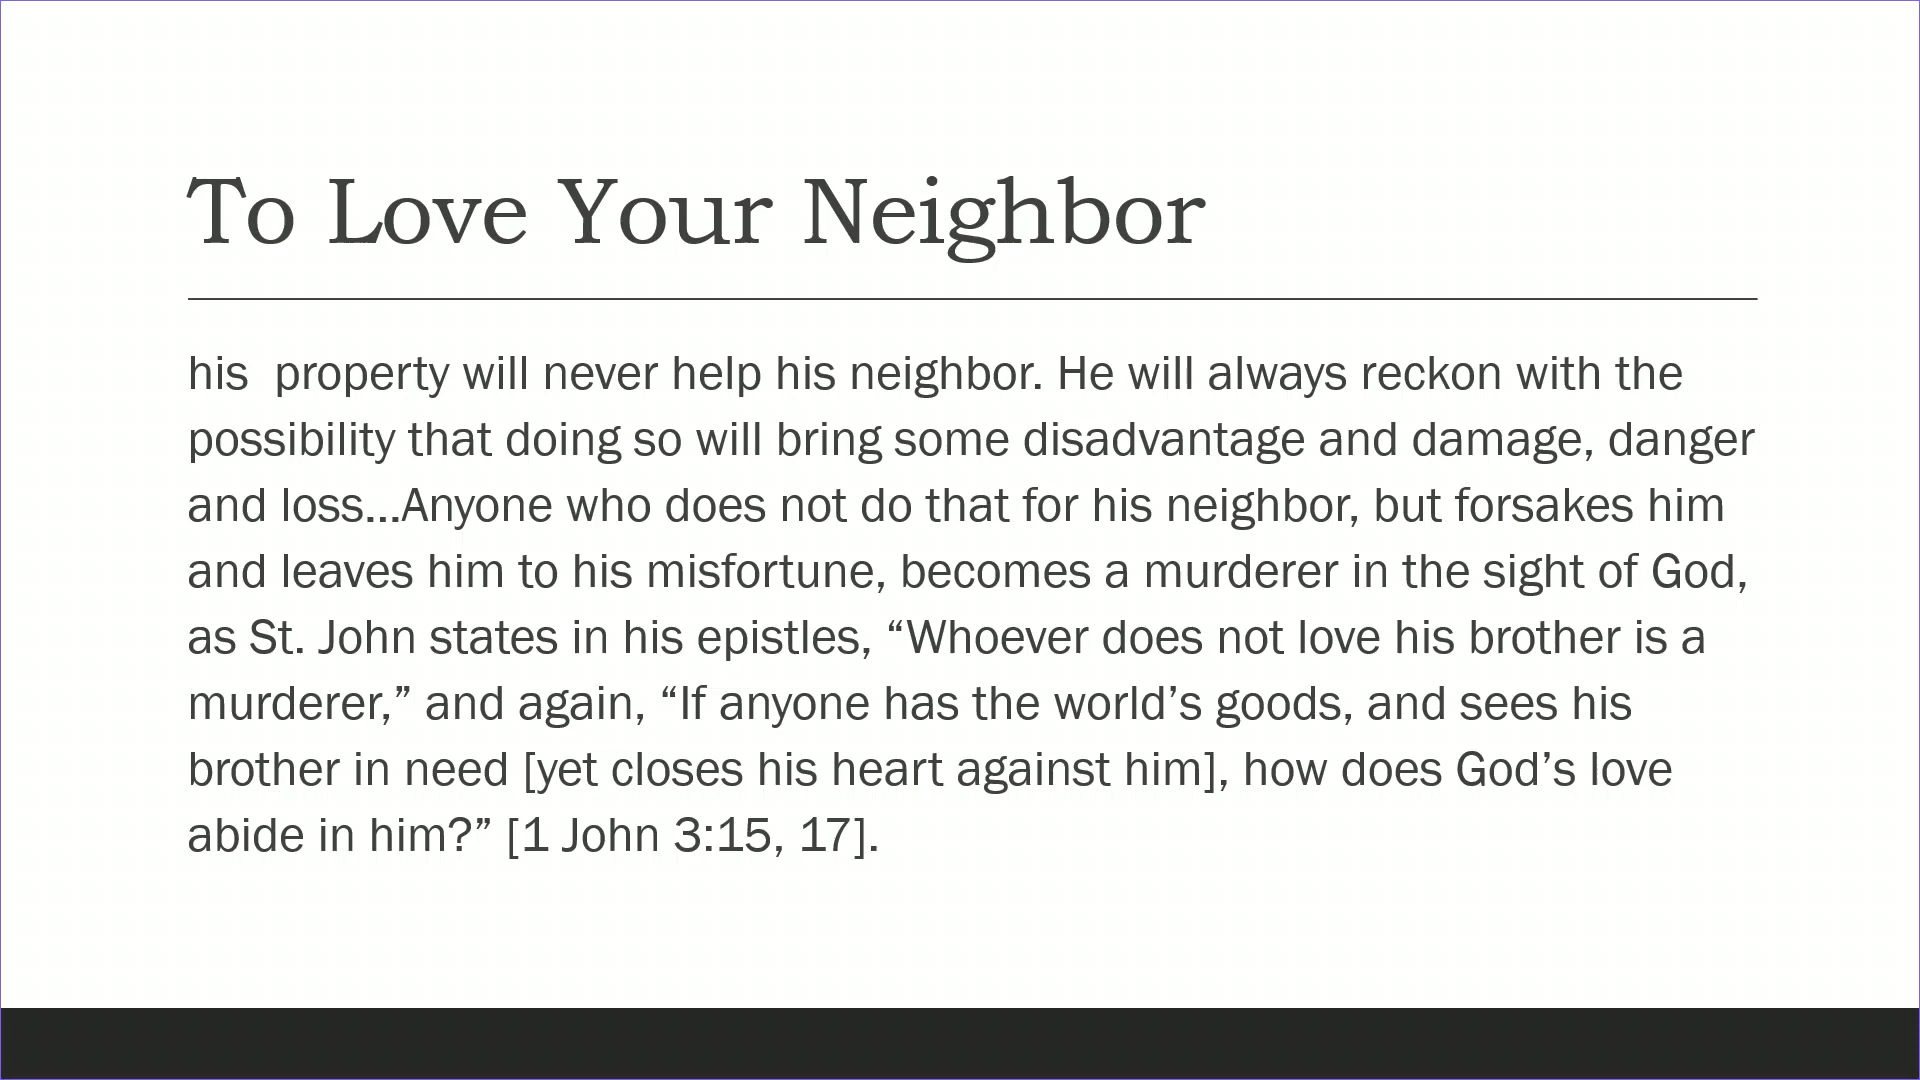 To Love Your Neighbor
his  property will never help his neighbor. He will always reckon with the
possibility that doing so will bring some disadvantage and damage, danger
and loss…Anyone who does not do that for his neighbor, but forsakes him
and leaves him to his misfortune, becomes a murderer in the sight of God,
as St. John states in his epistles, “Whoever does not love his brother is a
murderer,” and again, “If anyone has the world’s goods, and sees his
brother in need [yet closes his heart against him], how does God’s love
abide in him?” [1 John 3:15, 17].